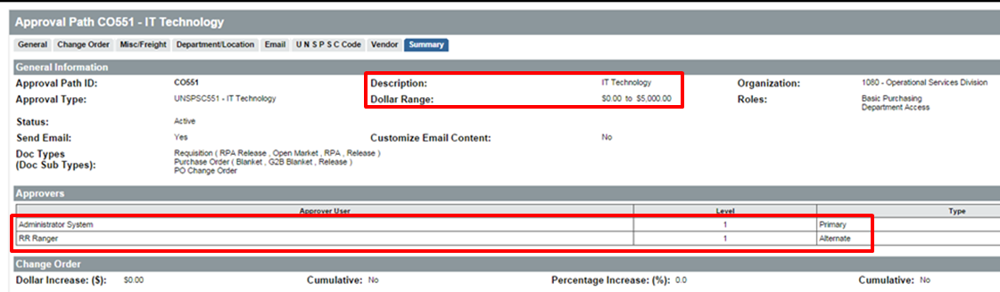 Approval Path CO551 - IT Technology
General Change Order Misc/Freight Department/Location Email U N S P S C Code Vendor Summary
General Information
Approval Path ID: CO551 Description: IT Technology Organization: 1080 - Operational Services Division
Approval Type: UNSPSC551 - IT Technology Dollar Range: $0.00 to $5,000.00 Roles: Basic Purchasing
Department Access
Status: Active
Send Email: Yes Customize Email Content: No
Doc Types Requisition ( RPA Release , Open Market , RPA , Release )
(Doc Sub Types): Purchase Order ( Blanket , G2B Blanket , Release )
PO Change Order
Approvers
Approver User Level Type
Administrator System 1 Primary
RR Ranger 1 Alternate
Change Order
Dollar Increase: ($): $0.00 Cumulative: No Percentage Increase: (%): 0.0 Cumulative: No